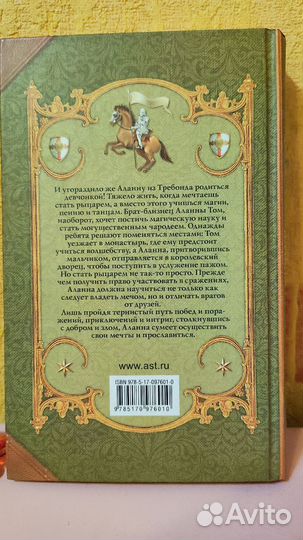 И угораздило же Аланну из Требонда родиться
девчонкой! Тяжело жить, когда мечтаешь
стать рыцарем, а вместо этого учишься магии,
пению и танцам. Брат-близнец Аланны Том,
наоборот, хочет постичь магическую науку и
стать могущественным чародеем. Однажды
ребята решают поменяться местами: Том
уезжает в монастырь, где ему предстоит
учиться волшебству, а Аланна, притворившись
мальчиком, отправляется в королевский
дворец, чтобы поступить в услужение пажом.
Но стать рыцарем не так-то просто. Прежде
чем получить право участвовать в сражениях,
Аланна должна научиться не только как
следует владеть мечом, но и отличать врагов
от друзей.
Лишь пройдя тернистый путь побед и пора-
жений, приключений и интриг, столкнувшись
с добром и злом, Аланна сумеет осуществить
свои мечты и прославиться.
www.ast.ru
ISBN 978-5-17-097601-0
9785170976010
Avito